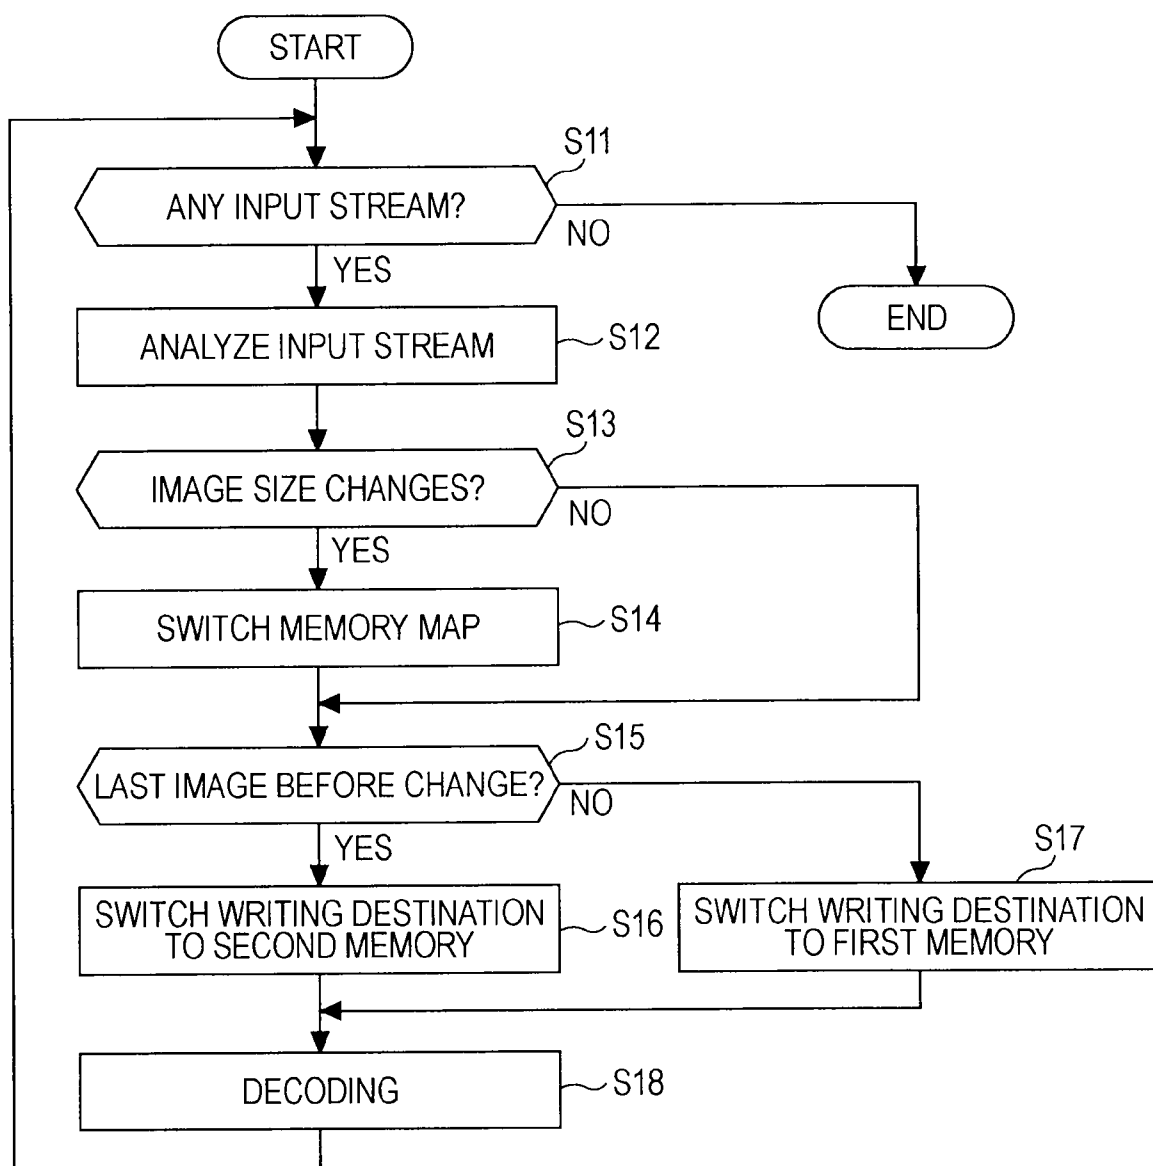 START
S11
ANY INPUT STREAM?
NO
YES
END
ANALYZE INPUT STREAM
S12
S13
IMAGE SIZE CHANGES?
NO
YES
SWITCH MEMORY MAP
S14
S15
LAST IMAGE BEFORE CHANGE?
NO
YES
S17
SWITCH WRITING DESTINATION
TO SECOND MEMORY
S16
SWITCH WRITING DESTINATION
TO FIRST MEMORY
DECODING
S18